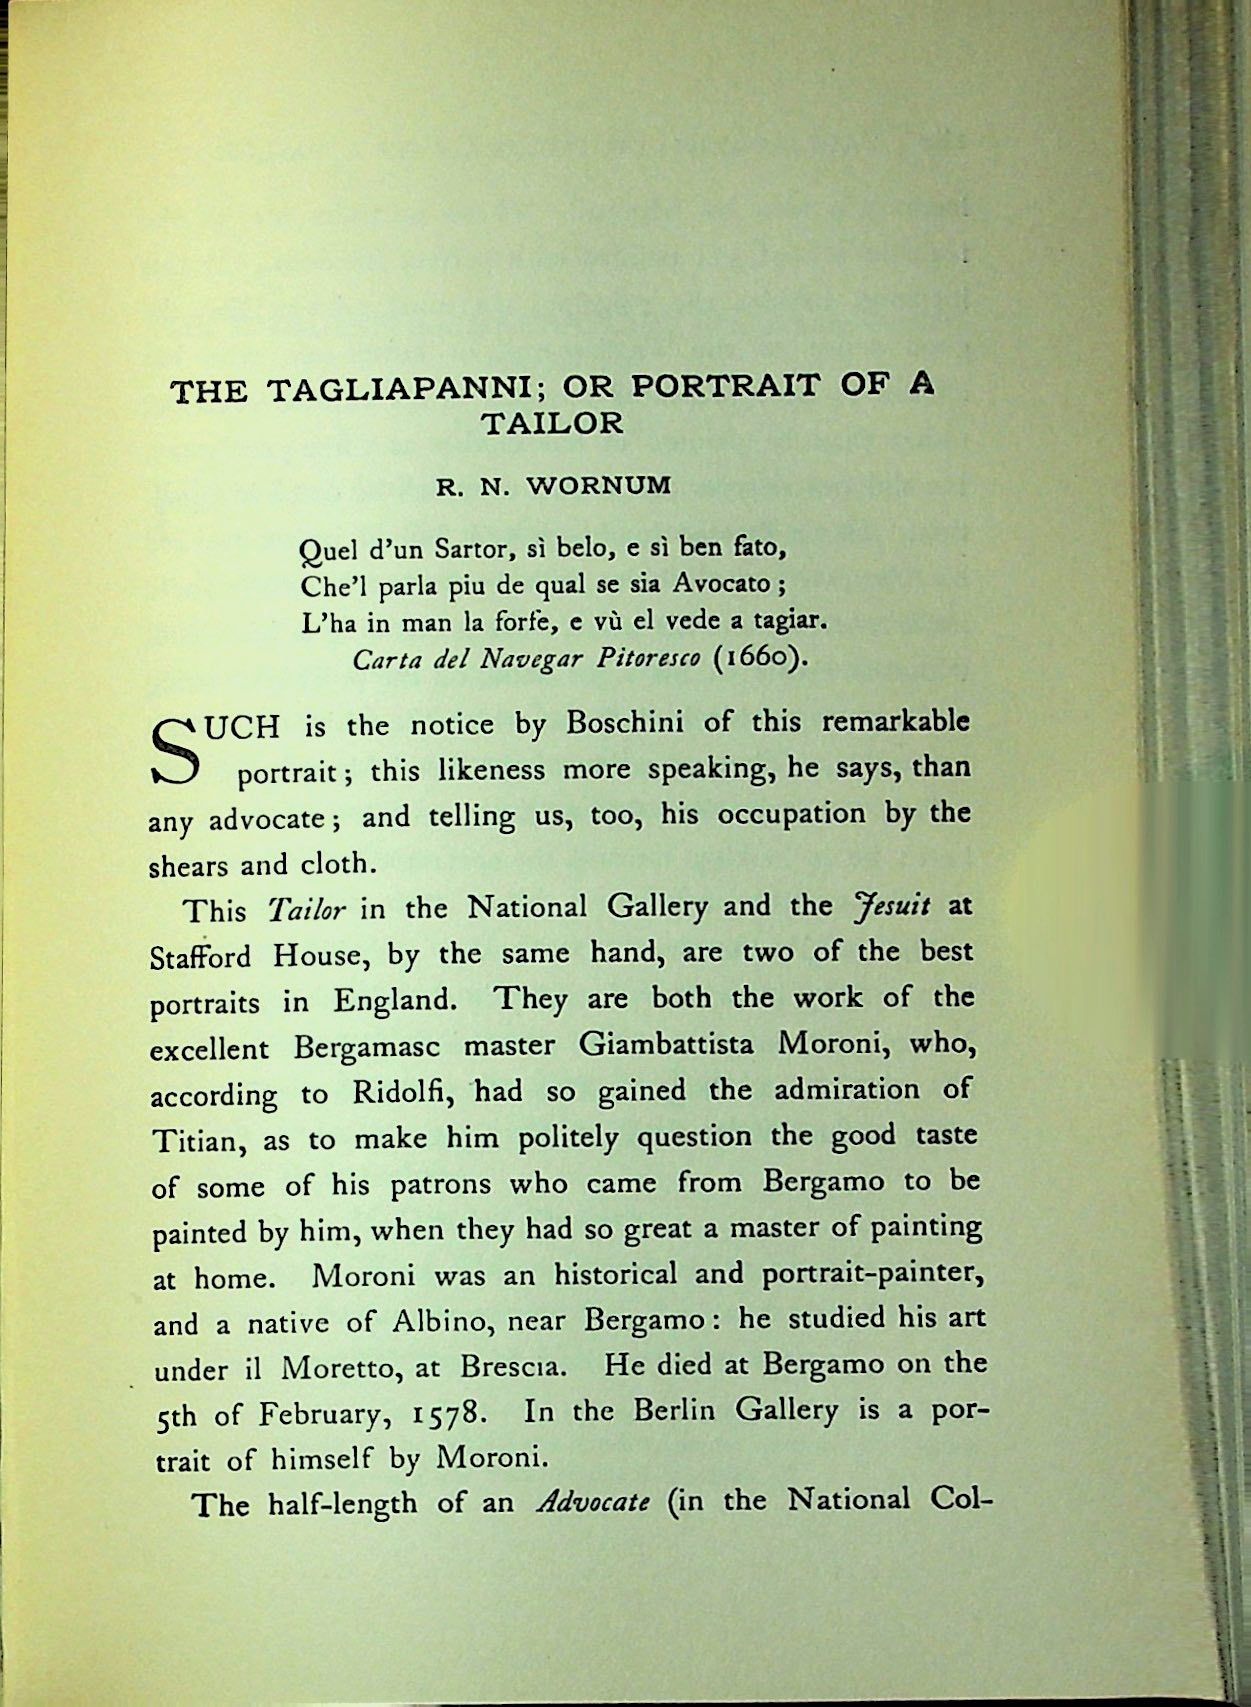 THE TAGLIAPANNI; OR PORTRAIT OF A
TAILOR
R. N. WORNUM
Quel d'un Sartor, sì belo, e sì ben fato,
Che'l parla piu de qual se sia Avocato;
L'ha in man la forfe, e vù el vede a tagiar.
Carta del Navegar Pitoresco (1660).
SUCH is the notice by Boschini of this remarkable
portrait; this likeness more speaking, he says, than
any advocate; and telling us, too, his occupation by the
shears and cloth.
This Tailor in the National Gallery and the Jesuit at
Stafford House, by the same hand, are two of the best
portraits in England. They are both the work of the
excellent Bergamasc master Giambattista Moroni, who,
according to Ridolfi, had so gained the admiration of
Titian, as to make him politely question the good taste
of some of his patrons who came from Bergamo to be
painted by him, when they had so great a master of painting
at home. Moroni was an historical and portrait-painter,
and a native of Albino, near Bergamo: he studied his art
under il Moretto, at Brescia. He died at Bergamo on the
5th of February, 1578. In the Berlin Gallery is a por-
trait of himself by Moroni.
The half-length of an Advocate (in the National Col-